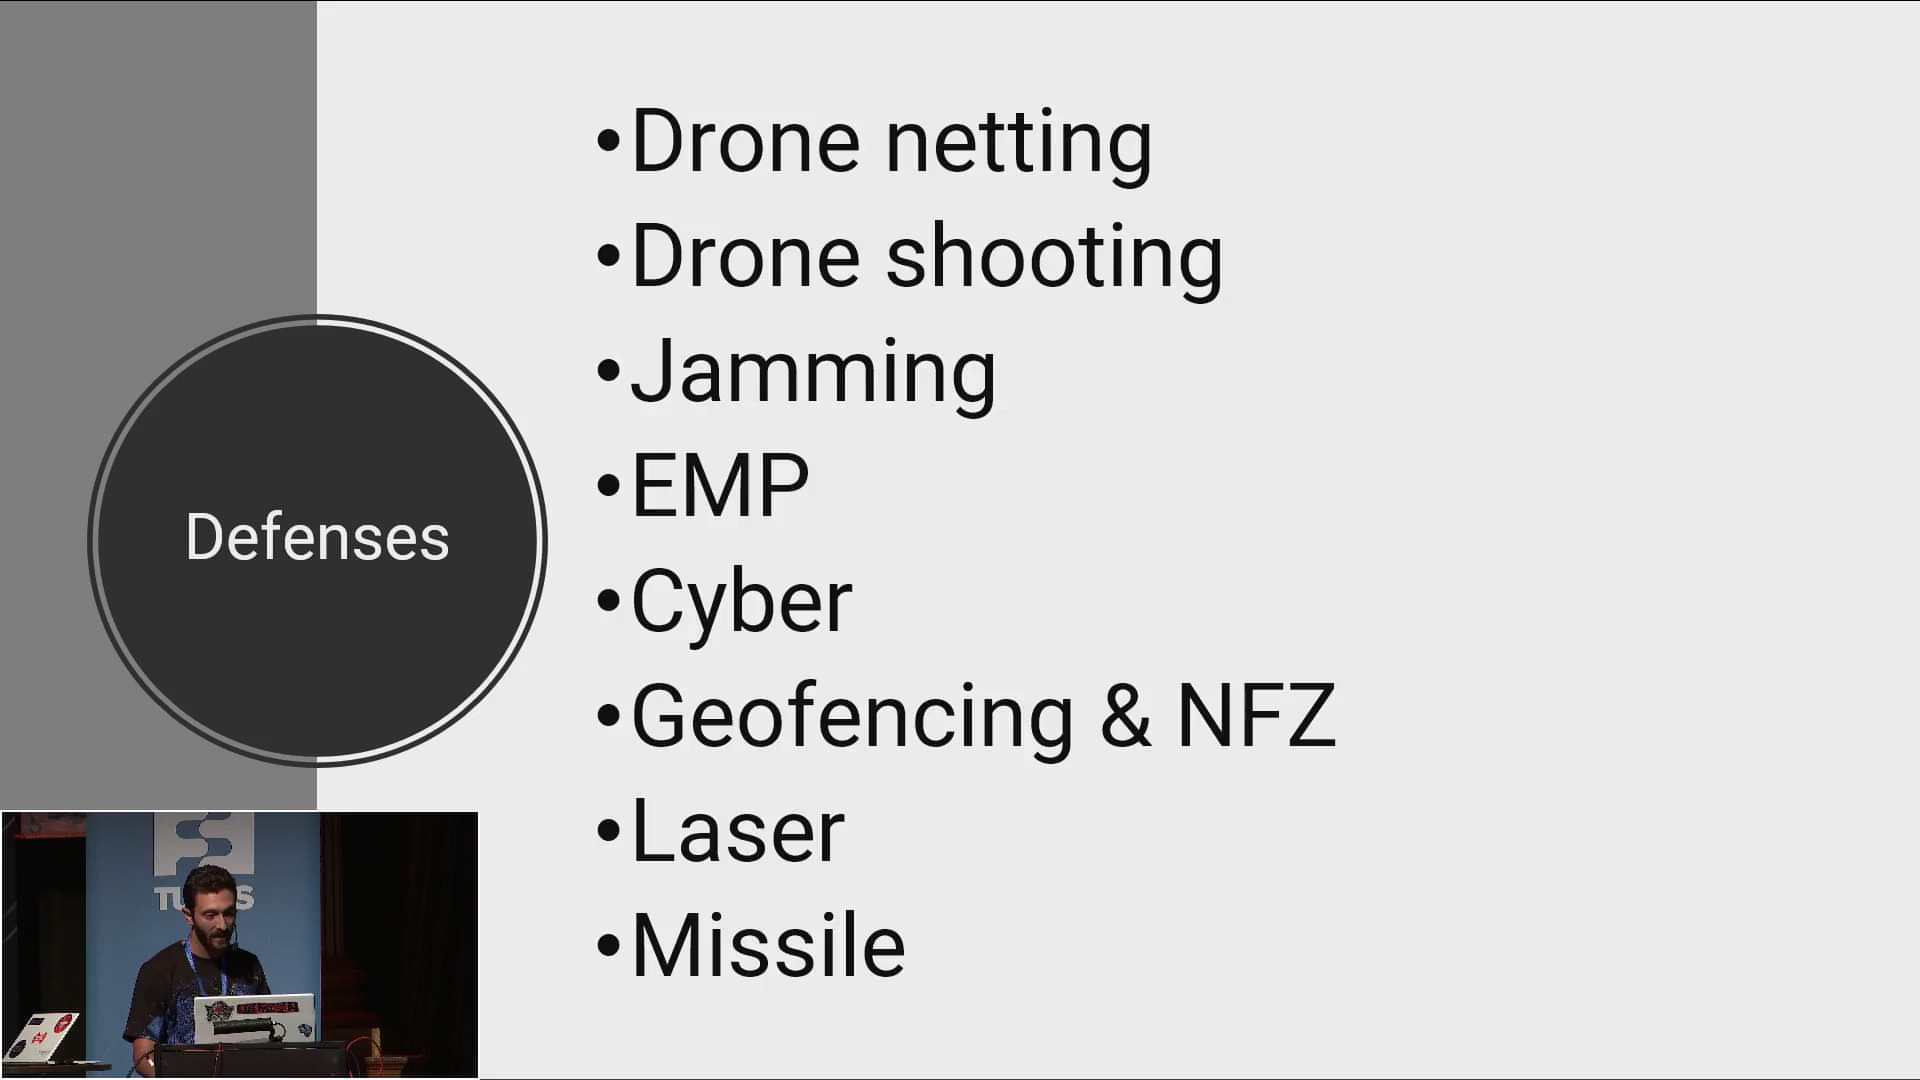 Defenses
•Drone netting
•Drone shooting
•Jamming
•EMP
•Cyber
•Geofencing & NFZ
•Laser
•Missile